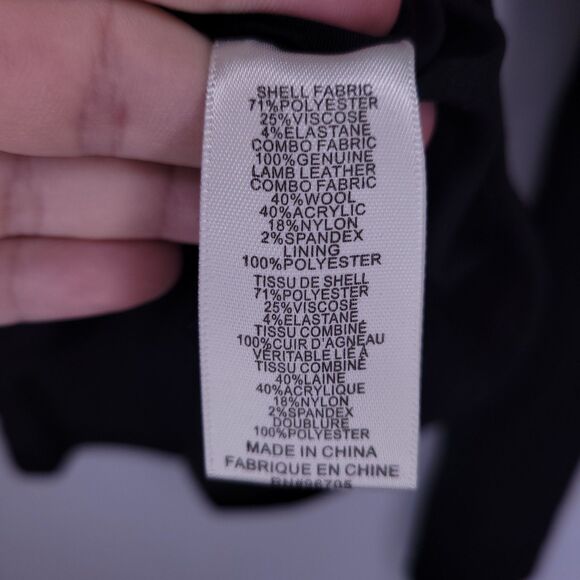 SHELL FABRIC
71%POLYESTER
25%VISCOSE
4%ELASTANE
COMBO FABRIC
100%GENUINE
LAMB LEATHER
COMBO FABRIC
40%WOOL
40%ACRYLIC
18%NYLON
2%SPANDEX
LINING
100%POLYESTER
TISSU DE SHELL
71%POLYESTER
25%VISCOSE
4%ELASTANE
TISSU COMBINÉ
100%CUIR D'AGNEAU
VÉRITABLE LIÉ À
TISSU COMBINÉ
40%LAINE
40%ACRYLIQUE
18%NYLON
2%SPANDEX
DOUBLURE
100%POLYESTER
MADE IN CHINA
FABRIQUE EN CHINE